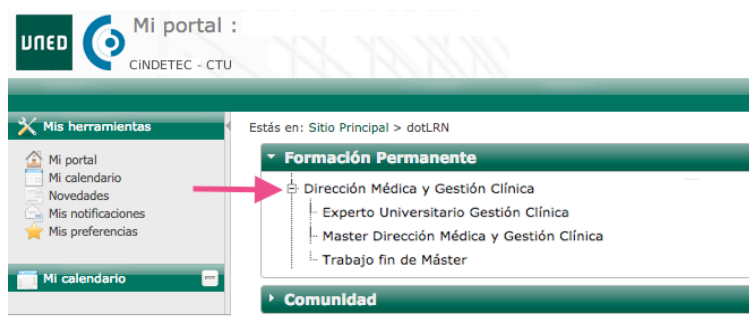 UNED
Mi portal :
CiNDETEC - CTU
Mis herramientas
Mi portal
Mi calendario
Novedades
Mis notificaciones
Mis preferencias
Mi calendario
Estás en: Sitio Principal > dotLRN
Formación Permanente
Dirección Médica y Gestión Clínica
Experto Universitario Gestión Clínica
Master Dirección Médica y Gestión Clínica
Trabajo fin de Máster
Comunidad